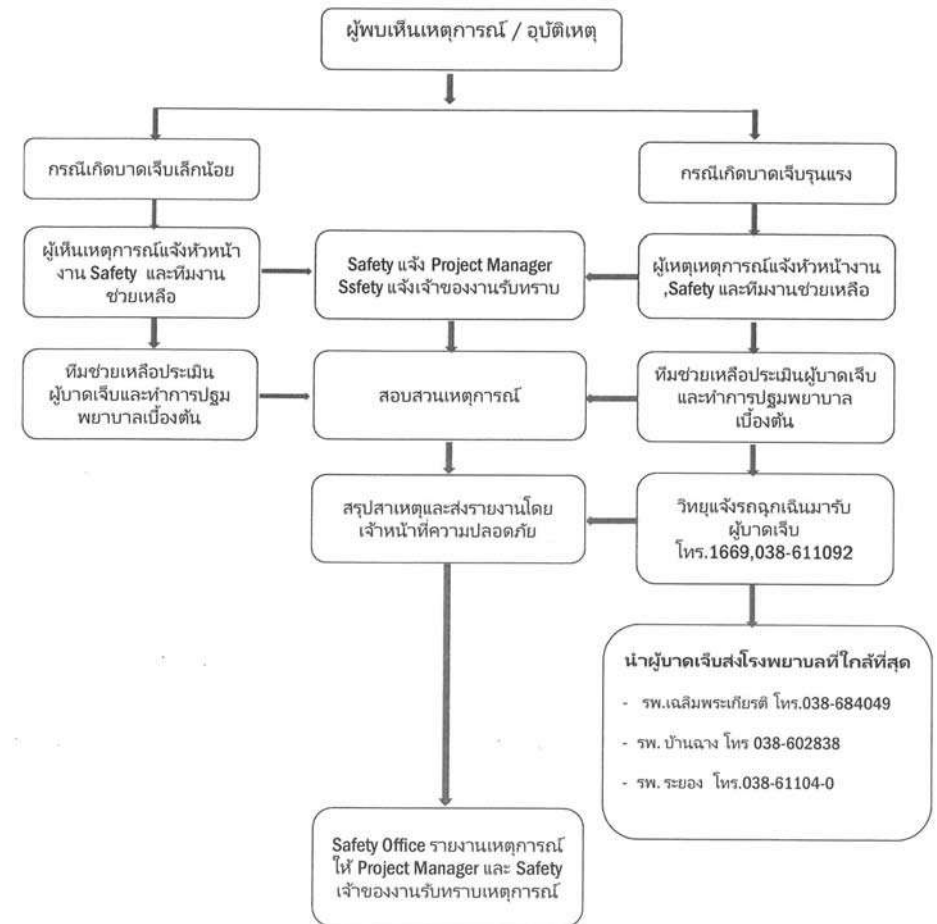 ผู้พบเห็นเหตุการณ์ / อุบัติเหตุ
กรณีเกิดบาดเจ็บเล็กน้อย
กรณีเกิดบาดเจ็บรุนแรง
ผู้เห็นเหตุการณ์แจ้งหัวหน้า
งาน Safety และทีมงาน
ช่วยเหลือ
Safety แจ้ง Project Manager
Ssfety แจ้งเจ้าของงานรับทราบ
ผู้เหตุเหตุการณ์แจ้งหัวหน้างาน
,Safety และทีมงานช่วยเหลือ
ทีมช่วยเหลือประเมิน
ผู้บาดเจ็บและทำการปฐม
พยาบาลเบื้องต้น
สอบสวนเหตุการณ์
ทีมช่วยเหลือประเมินผู้บาดเจ็บ
และทำการปฐมพยาบาล
เบื้องต้น
สรุปสาเหตุและส่งรายงานโดย
เจ้าหน้าที่ความปลอดภัย
วิทยุแจ้งรถฉุกเฉินมารับ
ผู้บาดเจ็บ
โทร.1669,038-611092
นำผู้บาดเจ็บส่งโรงพยาบาลที่ใกล้ที่สุด
- รพ.เฉลิมพระเกียรติ โทร.038-684049
- รพ. บ้านฉาง โทร 038-602838
- รพ. ระยอง โทร.038-61104-0
Safety Office รายงานเหตุการณ์
ให้ Project Manager และ Safety
เจ้าของงานรับทราบเหตุการณ์